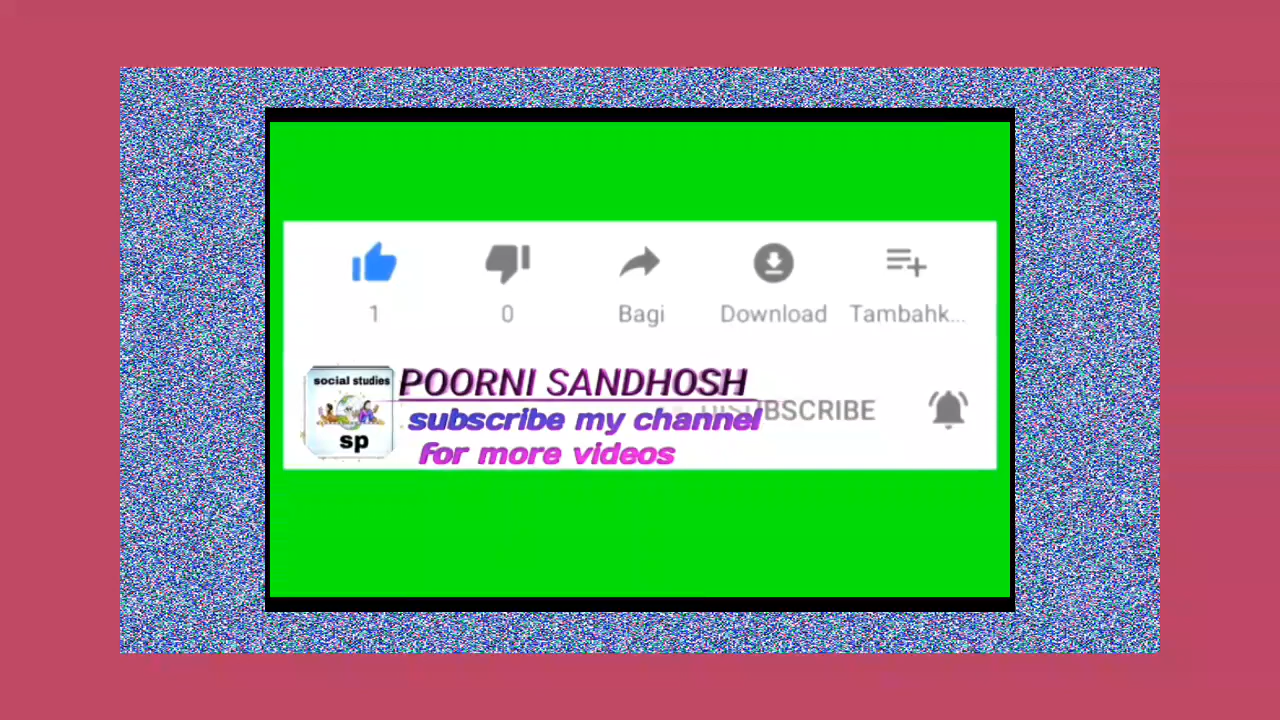 1 0 Bagi Download Tambahk...
social studies
sp
POORNI SANDHOSH
subscribe my channel
for more videos